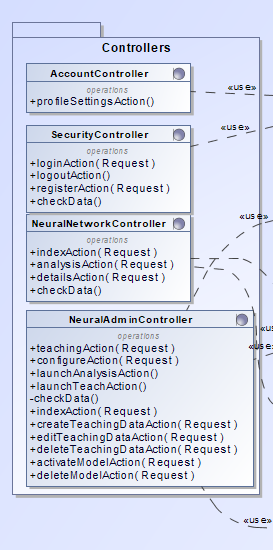 Controllers
AccountController
operations
+profileSettingsAction()
«use»
SecurityController
«use»
operations
+loginAction( Request )
+logoutAction()
+registerAction( Request )
+checkData()
NeuralNetworkController
«use»
operations
+indexAction( Request )
+analysisAction( Request )
+detailsAction( Request )
+checkData()
NeuralAdminController
operations
+teachingAction( Request )
+configureAction( Request )
+launchAnalysisAction()
+launchTeachAction()
-checkData()
+indexAction( Request )
+createTeachingDataAction( Request )
+editTeachingDataAction( Request )
+deleteTeachingDataAction( Request )
+activateModelAction( Request )
+deleteModelAction( Request )
«use»